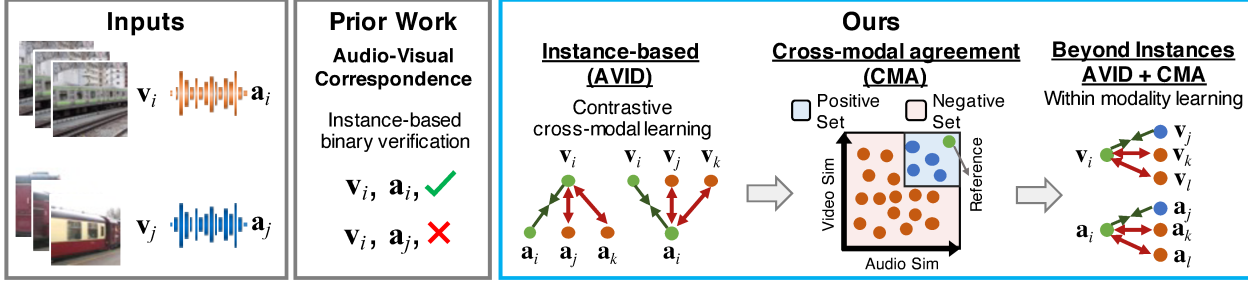 Inputs
v_i
a_i
v_j
a_j
Prior Work
Audio-Visual
Correspondence
Instance-based
binary verification
v_i, a_i, ✓
v_i, a_j, ✗
Ours
Instance-based
(AVID)
Contrastive
cross-modal learning
v_i v_i v_j v_k
a_i a_j a_k a_i
Cross-modal agreement
(CMA)
Positive
Set
Negative
Set
Video Sim
Audio Sim
Reference
Beyond Instances
AVID + CMA
Within modality learning
v_i
v_j
v_k
v_l
a_i
a_j
a_k
a_l